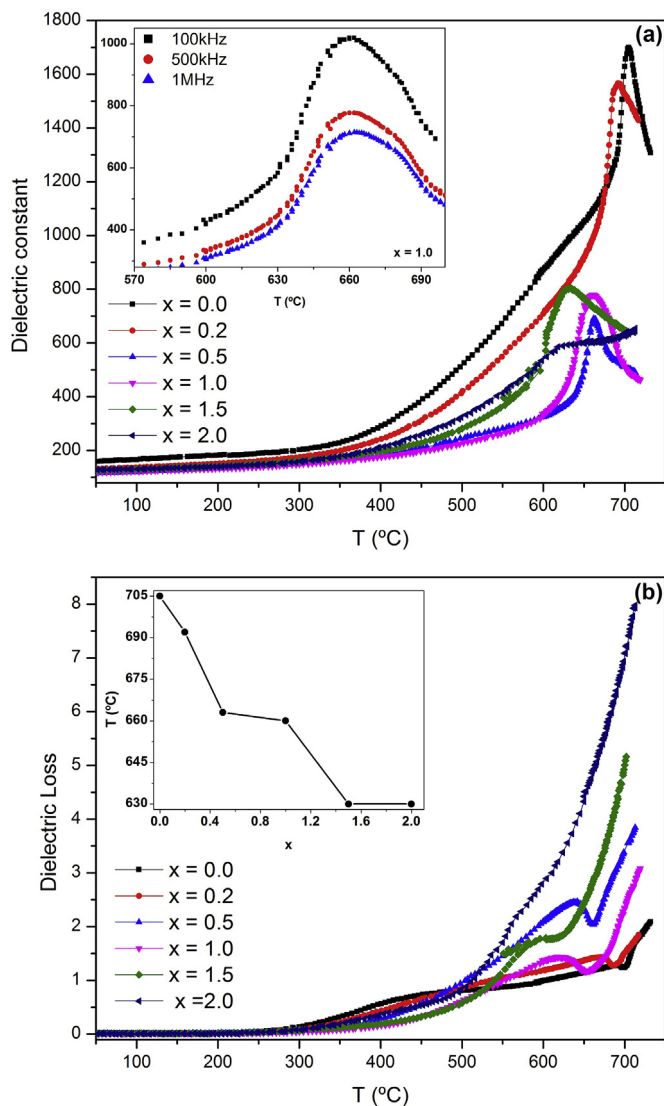 (a)
1800
1600
1400
1200
1000
800
600
400
200
Dielectric constant
1000
800
600
400
100kHz
500kHz
1MHz
x = 1.0
570 600 630 660 690
T (ºC)
x = 0.0
x = 0.2
x = 0.5
x = 1.0
x = 1.5
x = 2.0
100 200 300 400 500 600 700
T (ºC)
(b)
8
7
6
5
4
3
2
1
0
Dielectric Loss
705
690
675
660
645
630
T (ºC)
0.0 0.4 0.8 1.2 1.6 2.0
x
x = 0.0
x = 0.2
x = 0.5
x = 1.0
x = 1.5
x =2.0
100 200 300 400 500 600 700
T (ºC)